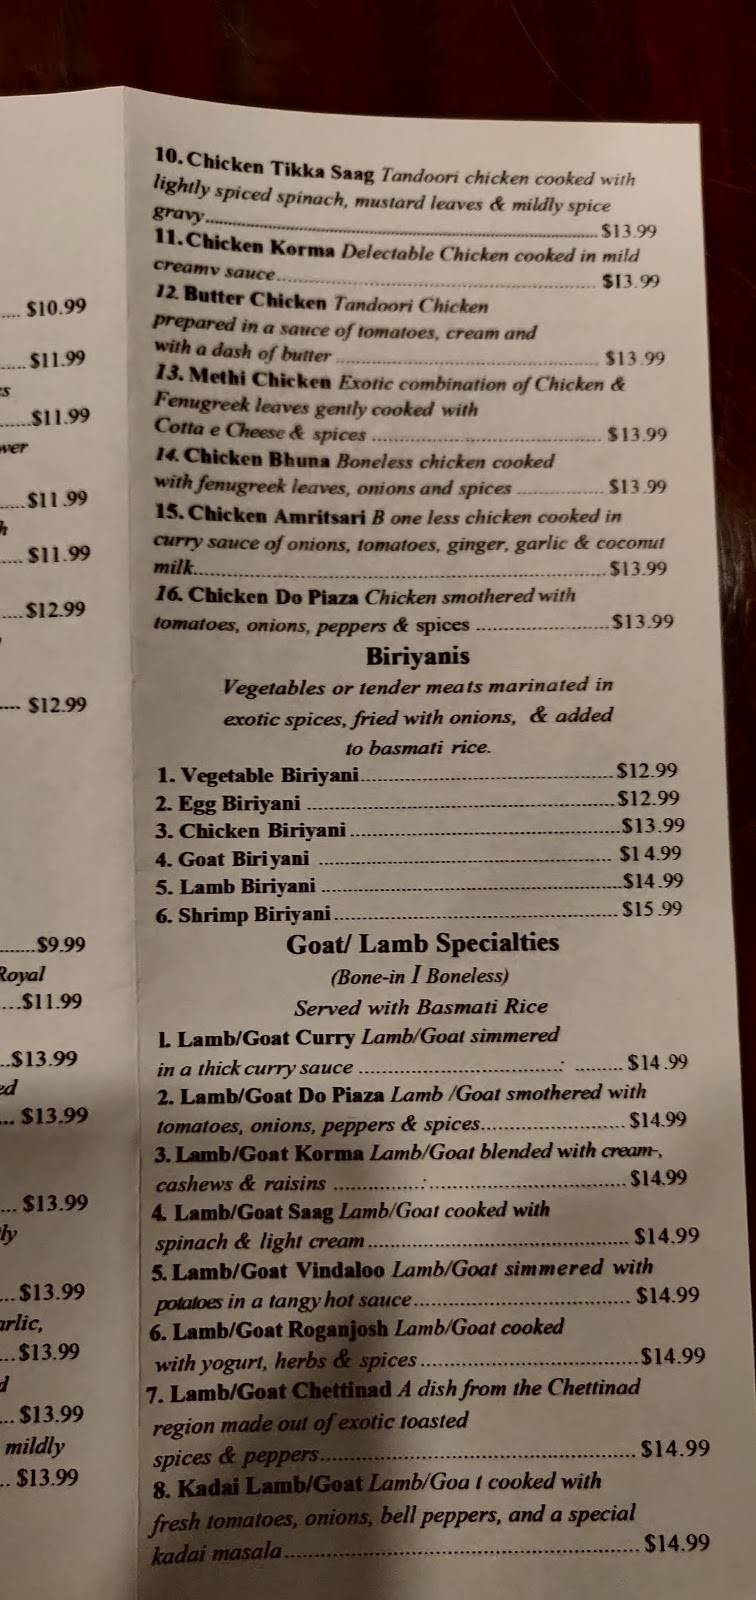 10. Chicken Tikka Saag Tandoori chicken cooked with
lightly spiced spinach, mustard leaves & mildly spice
gravy.....$13.99
11. Chicken Korma Delectable Chicken cooked in mild
creamv sauce.....$13.99
12. Butter Chicken Tandoori Chicken
prepared in a sauce of tomatoes, cream and
with a dash of butter.....$13.99
13. Methi Chicken Exotic combination of Chicken &
Fenugreek leaves gently cooked with
Cotta e Cheese & spices.....$13.99
14. Chicken Bhuna Boneless chicken cooked
with fenugreek leaves, onions and spices.....$13.99
15. Chicken Amritsari B one less chicken cooked in
curry sauce of onions, tomatoes, ginger, garlic & coconut
milk.....$13.99
16. Chicken Do Piaza Chicken smothered with
tomatoes, onions, peppers & spices.....$13.99
Biriyanis
Vegetables or tender meats marinated in
exotic spices, fried with onions, & added
to basmati rice.
1. Vegetable Biriyani.....$12.99
2. Egg Biriyani.....$12.99
3. Chicken Biriyani.....$13.99
4. Goat Biriyani.....$14.99
5. Lamb Biriyani.....$14.99
6. Shrimp Biriyani.....$15.99
Goat/ Lamb Specialties
(Bone-in I Boneless)
Served with Basmati Rice
1. Lamb/Goat Curry Lamb/Goat simmered
in a thick curry sauce.....: .....$14.99
2. Lamb/Goat Do Piaza Lamb /Goat smothered with
tomatoes, onions, peppers & spices.....$14.99
3. Lamb/Goat Korma Lamb/Goat blended with cream-,
cashews & raisins.....:.....$14.99
4. Lamb/Goat Saag Lamb/Goat cooked with
spinach & light cream.....$14.99
5. Lamb/Goat Vindaloo Lamb/Goat simmered with
potatoes in a tangy hot sauce.....$14.99
6. Lamb/Goat Roganjosh Lamb/Goat cooked
with yogurt, herbs & spices.....$14.99
7. Lamb/Goat Chettinad A dish from the Chettinad
region made out of exotic toasted
spices & peppers.....$14.99
8. Kadai Lamb/Goat Lamb/Goa t cooked with
fresh tomatoes, onions, bell peppers, and a special
kadai masala.....$14.99
.... $10.99
..... $11.99
......$11.99
.....$11.99
.... $11.99
....$12.99
---- $12.99
.......$9.99
Royal
...$11.99
..$13.99
... $13.99
... $13.99
...$13.99
...$13.99
... $13.99
mildly
.. $13.99